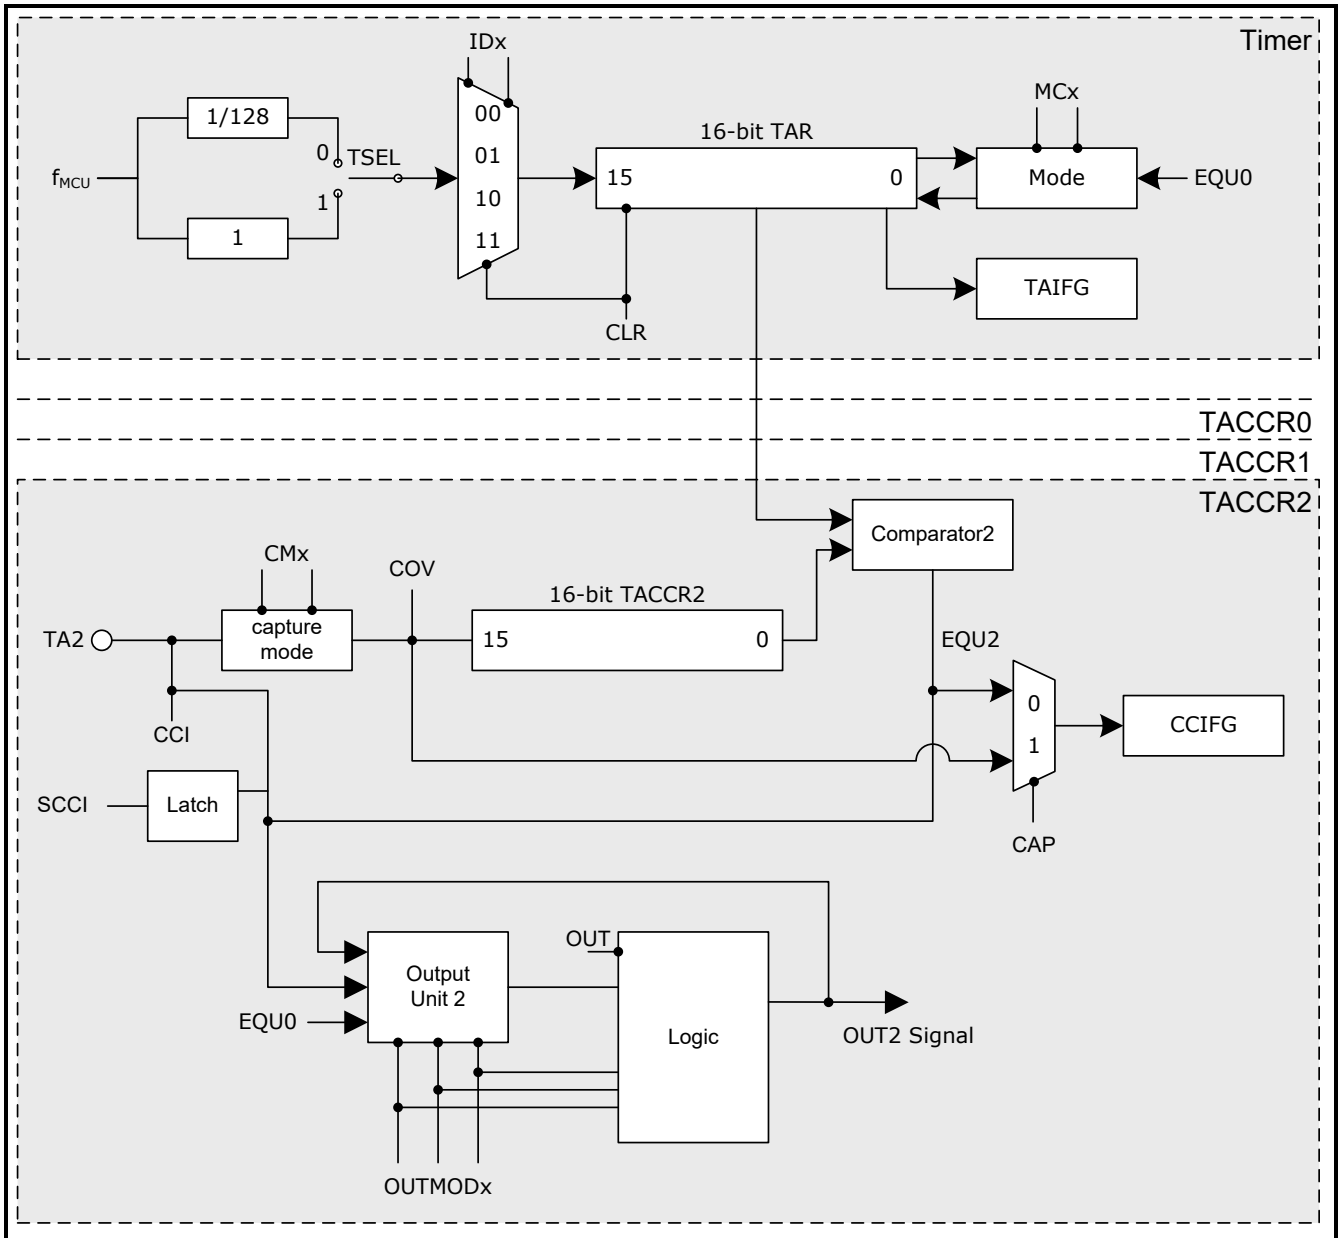 Timer
IDx
MCx
1/128
00
16-bit TAR
0
TSEL
01
fMCU
15
0
Mode
EQU0
10
1
1
11
TAIFG
CLR
TACCR0
TACCR1
TACCR2
Comparator2
CMx
COV
16-bit TACCR2
capture
mode
TA2
15
0
EQU2
0
CCIFG
CCI
1
SCCI
Latch
CAP
OUT
Output
Unit 2
EQU0
Logic
OUT2 Signal
OUTMODx